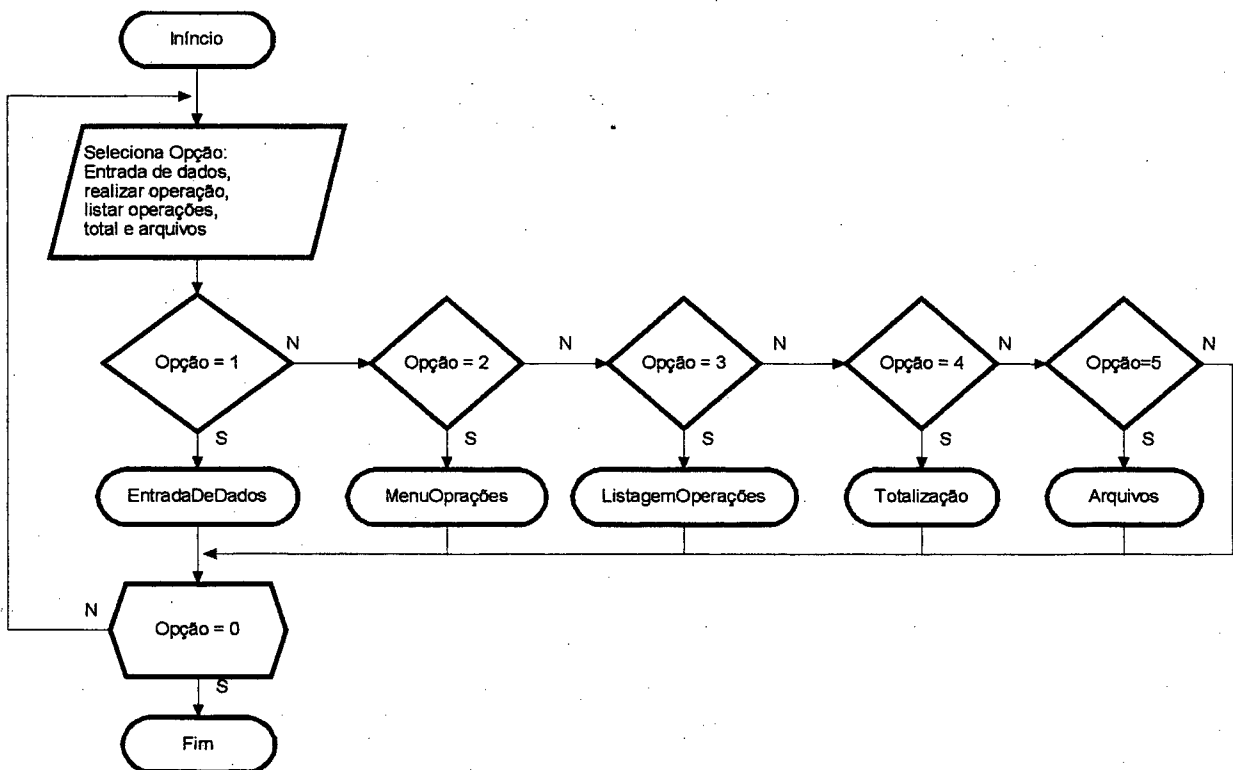 Iníncio
Seleciona Opção:
Entrada de dados,
realizar operação,
listar operações,
total e arquivos
Opção = 1
N
Opção = 2
N
Opção = 3
N
Opção = 4
N
Opção=5
N
S
S
S
S
S
EntradaDeDados
MenuOprações
ListagemOperações
Totalização
Arquivos
N
Opção = 0
S
Fim